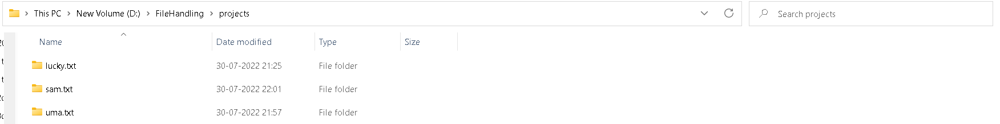 This PC > New Volume (D:) > FileHandling > projects
Search projects
Name Date modified Type Size
lucky.txt 30-07-2022 21:25 File folder
sam.txt 30-07-2022 22:01 File folder
uma.txt 30-07-2022 21:57 File folder